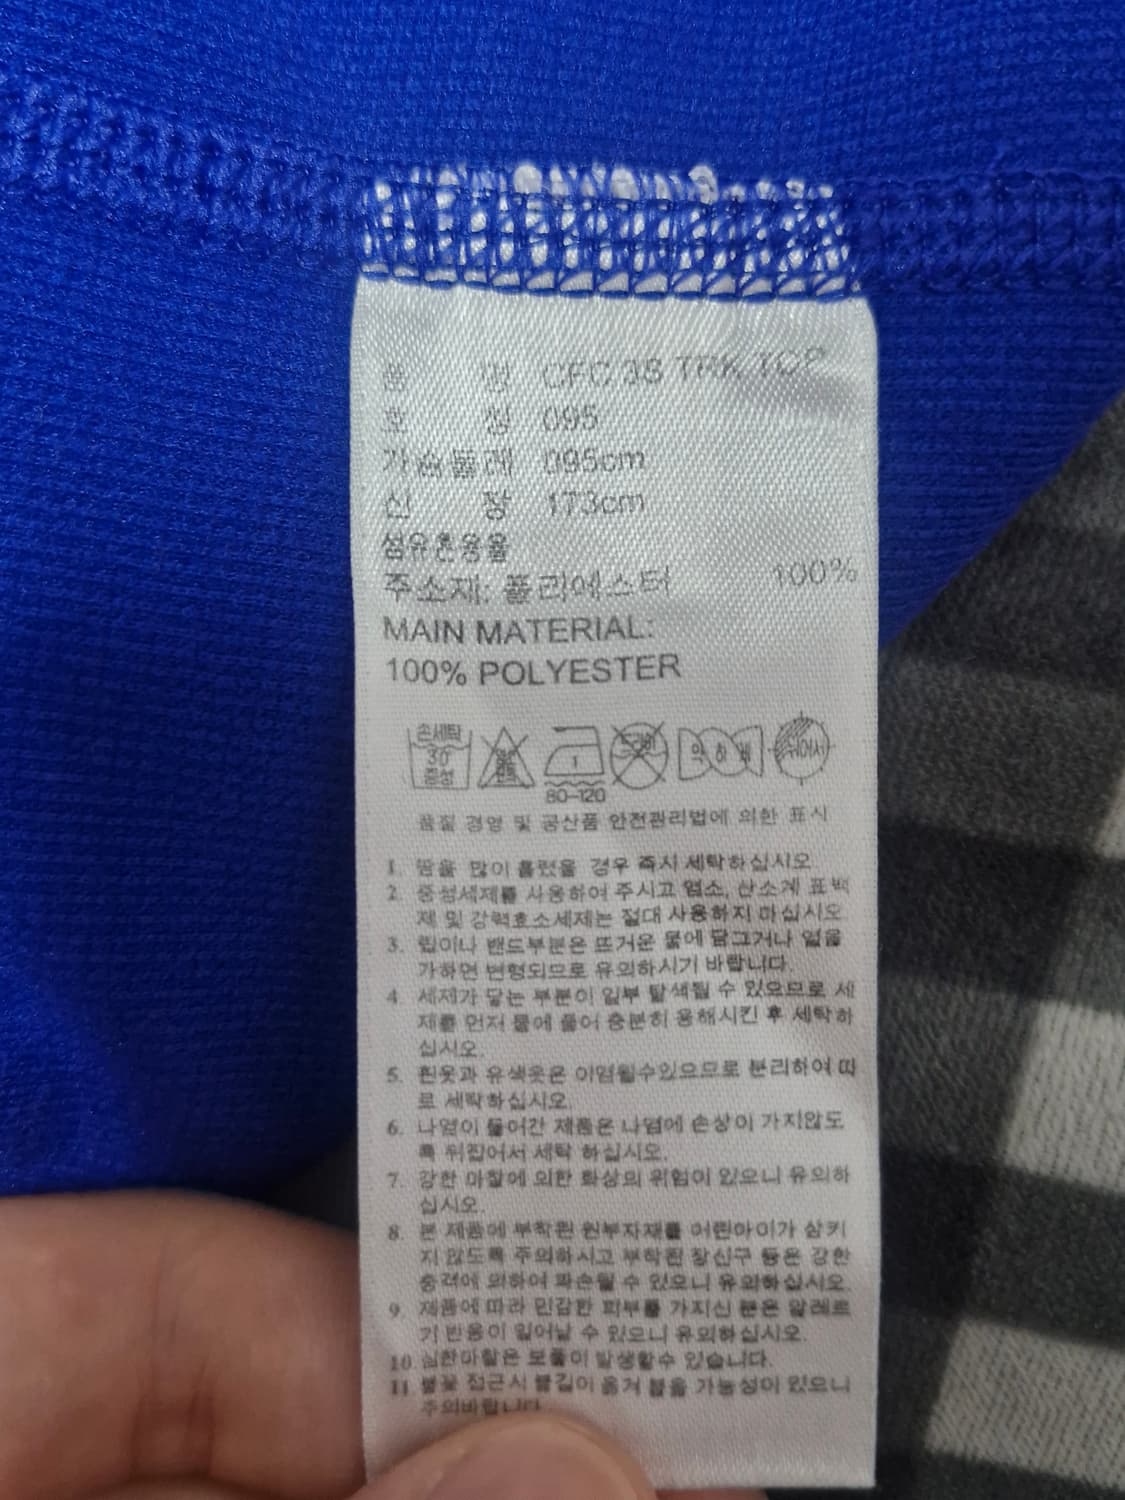 품 명 CFC 3S TRK TOP
호 칭 095
가슴둘레 095cm
신 장 173cm
섬유혼용율
주소재: 폴리에스터 100%
MAIN MATERIAL:
100% POLYESTER
손세탁 30 중성 1 80-120 드라이 약하게 뉘어서
품질 경영 및 공산품 안전관리법에 의한 표시
1. 땀을 많이 흘렸을 경우 즉시 세탁하십시오
2. 중성세제를 사용하여 주시고 염소, 산소계 표백
제 및 강력효소세제는 절대 사용하지 마십시오
3. 립이나 밴드부분은 뜨거운 물에 담그거나 열을
가하면 변형되므로 유의하시기 바랍니다.
4. 세제가 닿는 부분이 일부 탈색될 수 있으므로 세
제를 먼저 물에 풀어 충분히 용해시킨 후 세탁하
십시오.
5. 흰옷과 유색옷은 이염될수있으므로 분리하여 따
로 세탁하십시오.
6. 나염이 들어간 제품은 나염에 손상이 가지않도
록 뒤집어서 세탁 하십시오.
7. 강한 마찰에 의한 화상의 위험이 있으니 유의하
십시오.
8. 본 제품에 부착된 원부자재를 어린아이가 삼키
지 않도록 주의하시고 부착된 장신구 등은 강한
충격에 의하여 파손될 수 있으니 유의하십시오.
9. 제품에 따라 민감한 피부를 가지신 분은 알레르
기 반응이 일어날 수 있으니 유의하십시오.
10. 심한마찰은 보풀이 발생할수 있습니다.
11 불꽃 접근시 불길이 옮겨 붙을 가능성이 있으니
주의바랍니다.